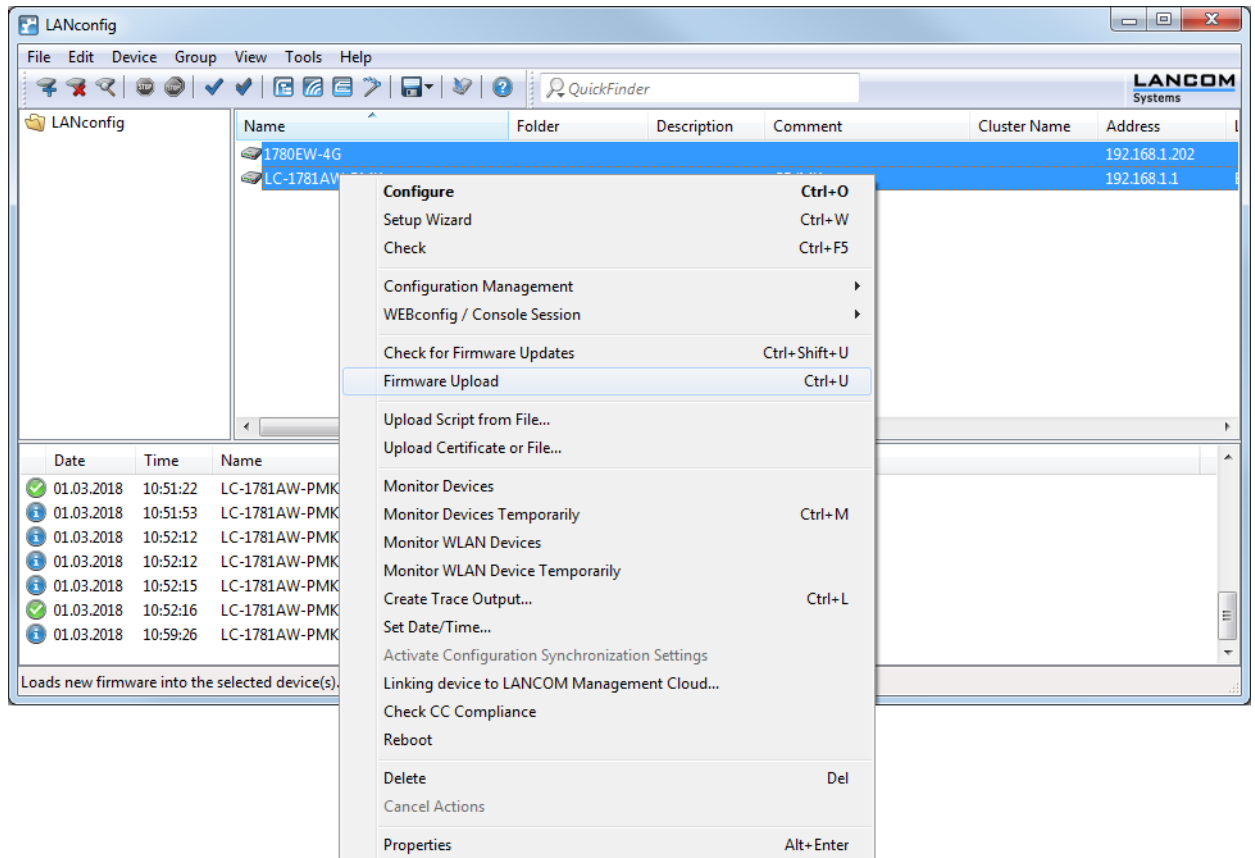 LANconfig
File Edit Device Group View Tools Help
QuickFinder
LANCOM
Systems
LANconfig
Name Folder Description Comment Cluster Name Address
1780EW-4G 192.168.1.202
LC-1781AW 192.168.1.1
Configure Ctrl+O
Setup Wizard Ctrl+W
Check Ctrl+F5
Configuration Management
WEBconfig / Console Session
Check for Firmware Updates Ctrl+Shift+U
Firmware Upload Ctrl+U
Upload Script from File...
Upload Certificate or File...
Monitor Devices
Monitor Devices Temporarily Ctrl+M
Monitor WLAN Devices
Monitor WLAN Device Temporarily
Create Trace Output... Ctrl+L
Set Date/Time...
Activate Configuration Synchronization Settings
Linking device to LANCOM Management Cloud...
Check CC Compliance
Reboot
Delete Del
Cancel Actions
Properties Alt+Enter
Date Time Name
01.03.2018 10:51:22 LC-1781AW-PMK
01.03.2018 10:51:53 LC-1781AW-PMK
01.03.2018 10:52:12 LC-1781AW-PMK
01.03.2018 10:52:12 LC-1781AW-PMK
01.03.2018 10:52:15 LC-1781AW-PMK
01.03.2018 10:52:16 LC-1781AW-PMK
01.03.2018 10:59:26 LC-1781AW-PMK
Loads new firmware into the selected device(s).